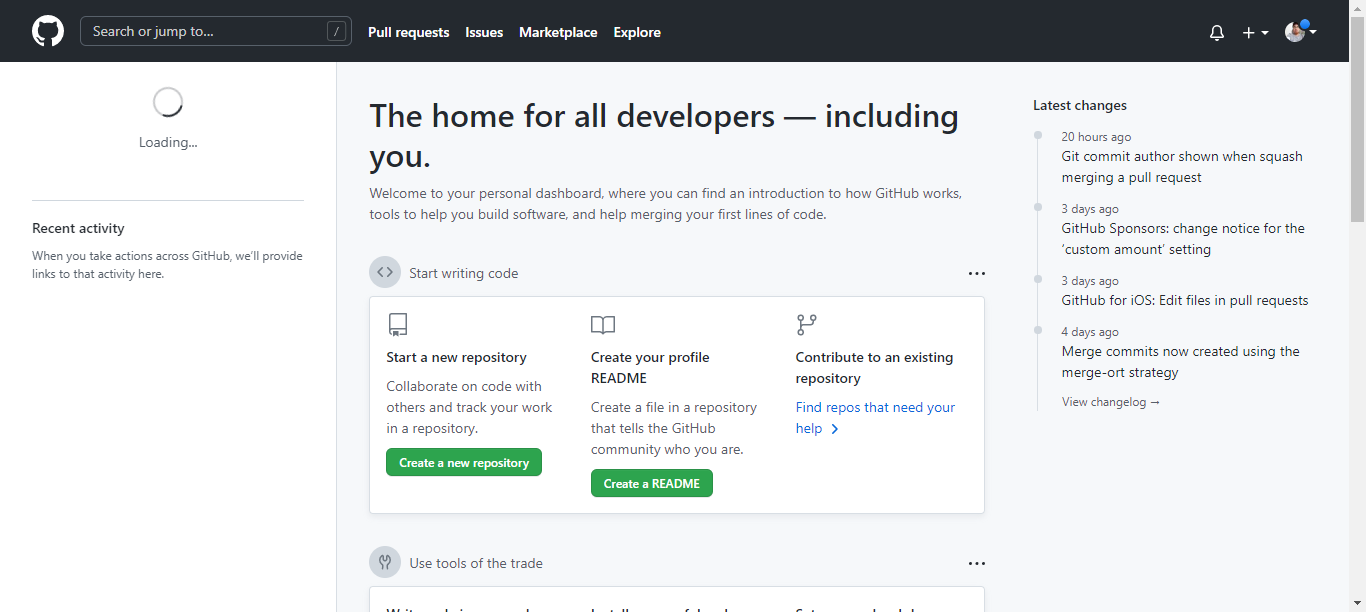 Search or jump to...
/
Pull requests
Issues
Marketplace
Explore
Loading...
Recent activity
When you take actions across GitHub, we'll provide
links to that activity here.
The home for all developers — including
you.
Welcome to your personal dashboard, where you can find an introduction to how GitHub works,
tools to help you build software, and help merging your first lines of code.
Start writing code
Start a new repository
Collaborate on code with
others and track your work
in a repository.
Create a new repository
Create your profile
README
Create a file in a repository
that tells the GitHub
community who you are.
Create a README
Contribute to an existing
repository
Find repos that need your
help
Use tools of the trade
Latest changes
20 hours ago
Git commit author shown when squash
merging a pull request
3 days ago
GitHub Sponsors: change notice for the
'custom amount' setting
3 days ago
GitHub for iOS: Edit files in pull requests
4 days ago
Merge commits now created using the
merge-ort strategy
View changelog →